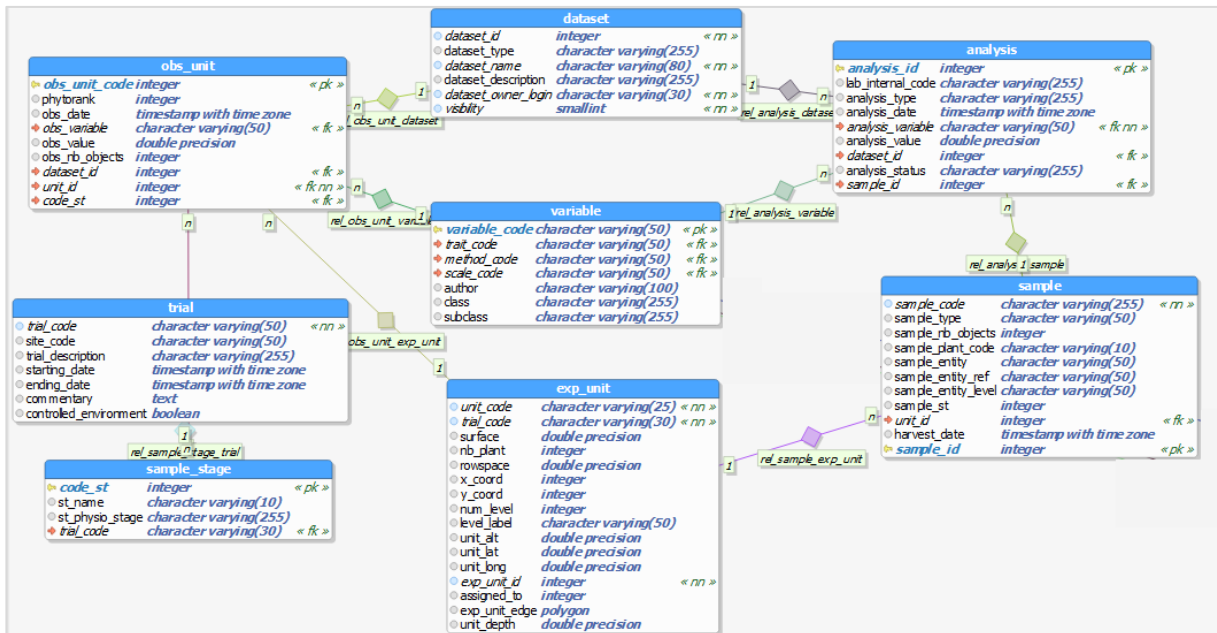 dataset
dataset_id integer « nn »
dataset_type character varying(255)
dataset_name character varying(80) « nn »
dataset_description character varying(255)
dataset_owner_login character varying(30) « nn »
visiblity smallint « nn »
obs_unit
obs_unit_code integer « pk »
phytorank integer
obs_date timestamp with time zone
obs_variable character varying(50) « fk »
obs_value double precision
obs_nb_objects integer
dataset_id integer « fk »
unit_id integer « fk nn »
code_st integer « fk »
analysis
analysis_id integer « pk »
lab_internal_code character varying(255)
analysis_type character varying(255)
analysis_date timestamp with time zone
analysis_variable character varying(50) « fk nn »
analysis_value double precision
dataset_id integer « fk »
analysis_status character varying(255)
sample_id integer « fk »
n
1
rel_obs_unit_dataset
1
n
rel_analysis_datase
n
1
rel_obs_unit_varia
n
1
rel_analysis_variable
variable
variable_code character varying(50) « pk »
trait_code character varying(50) « fk »
method_code character varying(50) « fk »
scale_code character varying(50) « fk »
author character varying(100)
class character varying(255)
subclass character varying(255)
n
n
n
rel_analys 1 sample
trial
trial_code character varying(50) « nn »
site_code character varying(50)
trial_description character varying(255)
starting_date timestamp with time zone
ending_date timestamp with time zone
commentary text
controlled_environment boolean
obs_unit_exp_unit
1
sample
sample_code character varying(255) « nn »
sample_type character varying(50)
sample_nb_objects integer
sample_plant_code character varying(10)
sample_entity character varying(50)
sample_entity_ref character varying(50)
sample_entity_level character varying(50)
sample_st integer
unit_id integer « fk »
harvest_date timestamp with time zone
sample_id integer « pk »
exp_unit
unit_code character varying(25) « nn »
trial_code character varying(30) « nn »
surface double precision
nb_plant integer
rowspace double precision
x_coord integer
y_coord integer
num_level integer
level_label character varying(50)
unit_alt double precision
unit_lat double precision
unit_long double precision
exp_unit_id integer « nn »
assigned_to integer
exp_unit_edge polygon
unit_depth double precision
n
1
rel_sample_exp_unit
1
n
rel_sample_stage_trial
sample_stage
code_st integer « pk »
st_name character varying(10)
st_physio_stage character varying(255)
trial_code character varying(30) « fk »